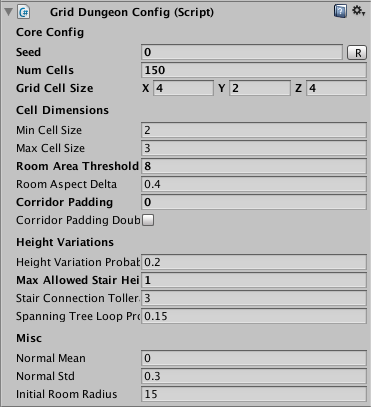 Grid Dungeon Config (Script)
Core Config
Seed 0 R
Num Cells 150
Grid Cell Size X 4 Y 2 Z 4
Cell Dimensions
Min Cell Size 2
Max Cell Size 3
Room Area Threshold 8
Room Aspect Delta 0.4
Corridor Padding 0
Corridor Padding Doub
Height Variations
Height Variation Probab 0.2
Max Allowed Stair Hei 1
Stair Connection Toller 3
Spanning Tree Loop Pro 0.15
Misc
Normal Mean 0
Normal Std 0.3
Initial Room Radius 15